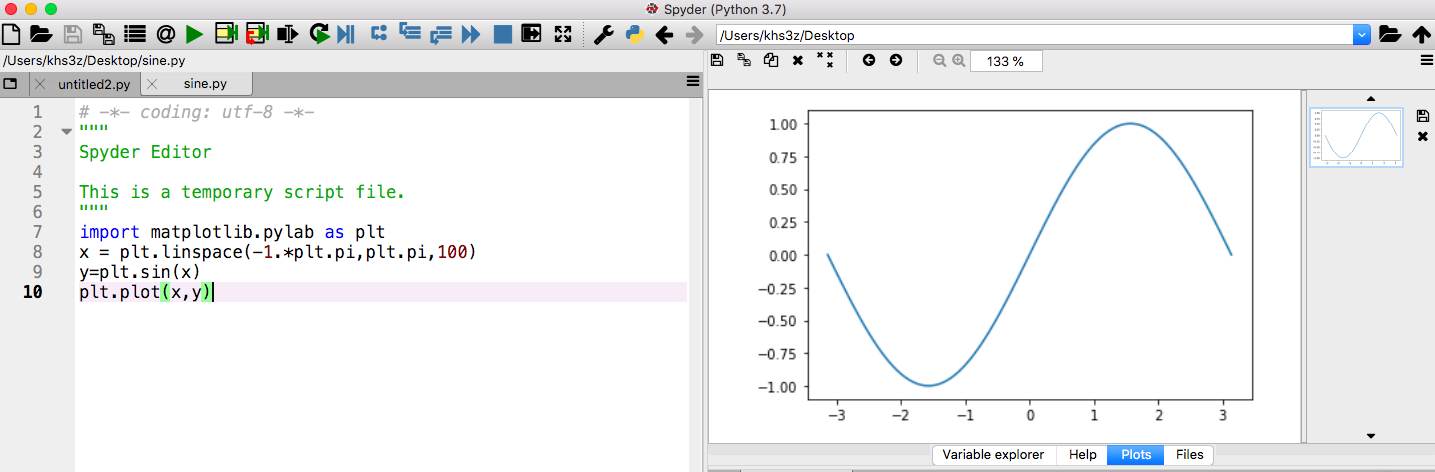 Spyder (Python 3.7)
/Users/khs3z/Desktop
/Users/khs3z/Desktop/sine.py
untitled2.py
sine.py
1 # -*- coding: utf-8 -*-
2 """
3 Spyder Editor
4
5 This is a temporary script file.
6 """
7 import matplotlib.pylab as plt
8 x = plt.linspace(-1.*plt.pi,plt.pi,100)
9 y=plt.sin(x)
10 plt.plot(x,y)
133 %
1.00
0.75
0.50
0.25
0.00
−0.25
−0.50
−0.75
−1.00
−3 −2 −1 0 1 2 3
Variable explorer Help Plots Files